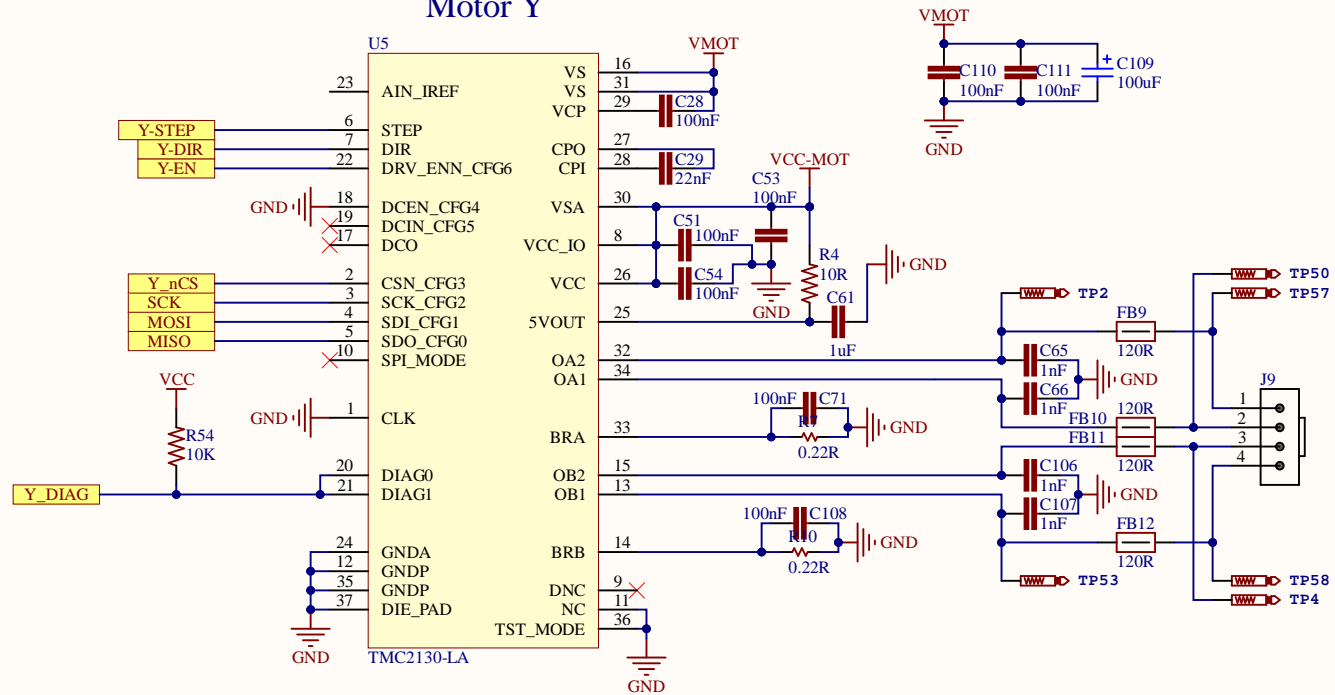 Motor Y
U5
23 AIN_IREF
Y-STEP 6 STEP
Y-DIR 7 DIR
Y-EN 22 DRV_ENN_CFG6
GND 18 DCEN_CFG4
19 DCIN_CFG5
17 DCO
Y_nCS 2 CSN_CFG3
SCK 3 SCK_CFG2
MOSI 4 SDI_CFG1
MISO 5 SDO_CFG0
10 SPI_MODE
VCC
GND 1 CLK
R54
10K
20 DIAG0
Y_DIAG 21 DIAG1
24 GNDA
12 GNDP
35 GNDP
37 DIE_PAD
GND
TMC2130-LA
VS 16
VS 31
VCP 29
VMOT
C28
100nF
CPO 27
CPI 28
C29
22nF
VSA 30
VCC_IO 8
VCC 26
5VOUT 25
VCC-MOT
C53
100nF
C51
100nF
C54
100nF
GND
R4
10R
C61
1uF
GND
OA2 32
OA1 34
BRA 33
100nF C71
R7
0.22R
GND
OB2 15
OB1 13
BRB 14
100nF C108
R10
0.22R
GND
DNC 9
NC 11
TST_MODE 36
GND
VMOT
C110
100nF
C111
100nF
+ C109
100uF
GND
TP2
C65
1nF
C66
1nF
GND
C106
1nF
C107
1nF
GND
TP53
FB9
120R
FB10 120R
FB11
120R
FB12
120R
TP50
TP57
J9
1
2
3
4
TP58
TP4